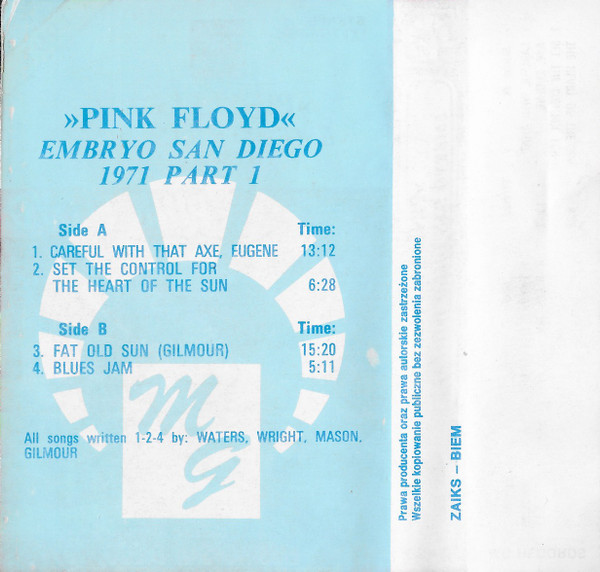 »PINK FLOYD«
EMBRYO SAN DIEGO
1971 PART 1
Side A Time:
1. CAREFUL WITH THAT AXE, EUGENE 13:12
2. SET THE CONTROL FOR
THE HEART OF THE SUN 6:28
Side B Time:
3. FAT OLD SUN (GILMOUR) 15:20
4. BLUES JAM 5:11
All songs written 1-2-4 by: WATERS, WRIGHT, MASON,
GILMOUR
MG
Prawa producenta oraz prawa autorskie zastrzeżone
Wszelkie kopiowanie publiczne bez zezwolenia zabronione
ZAiKS – BIEM